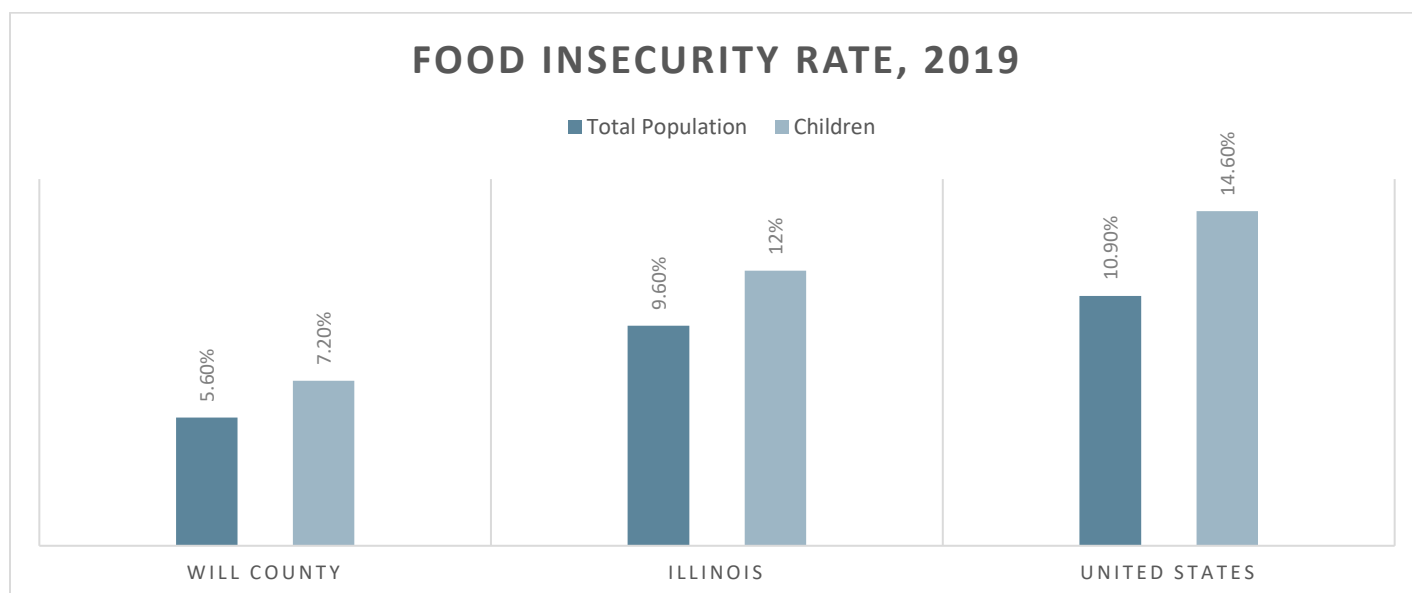 FOOD INSECURITY RATE, 2019
Total Population Children
5.60%
7.20%
9.60%
12%
10.90%
14.60%
WILL COUNTY ILLINOIS UNITED STATES